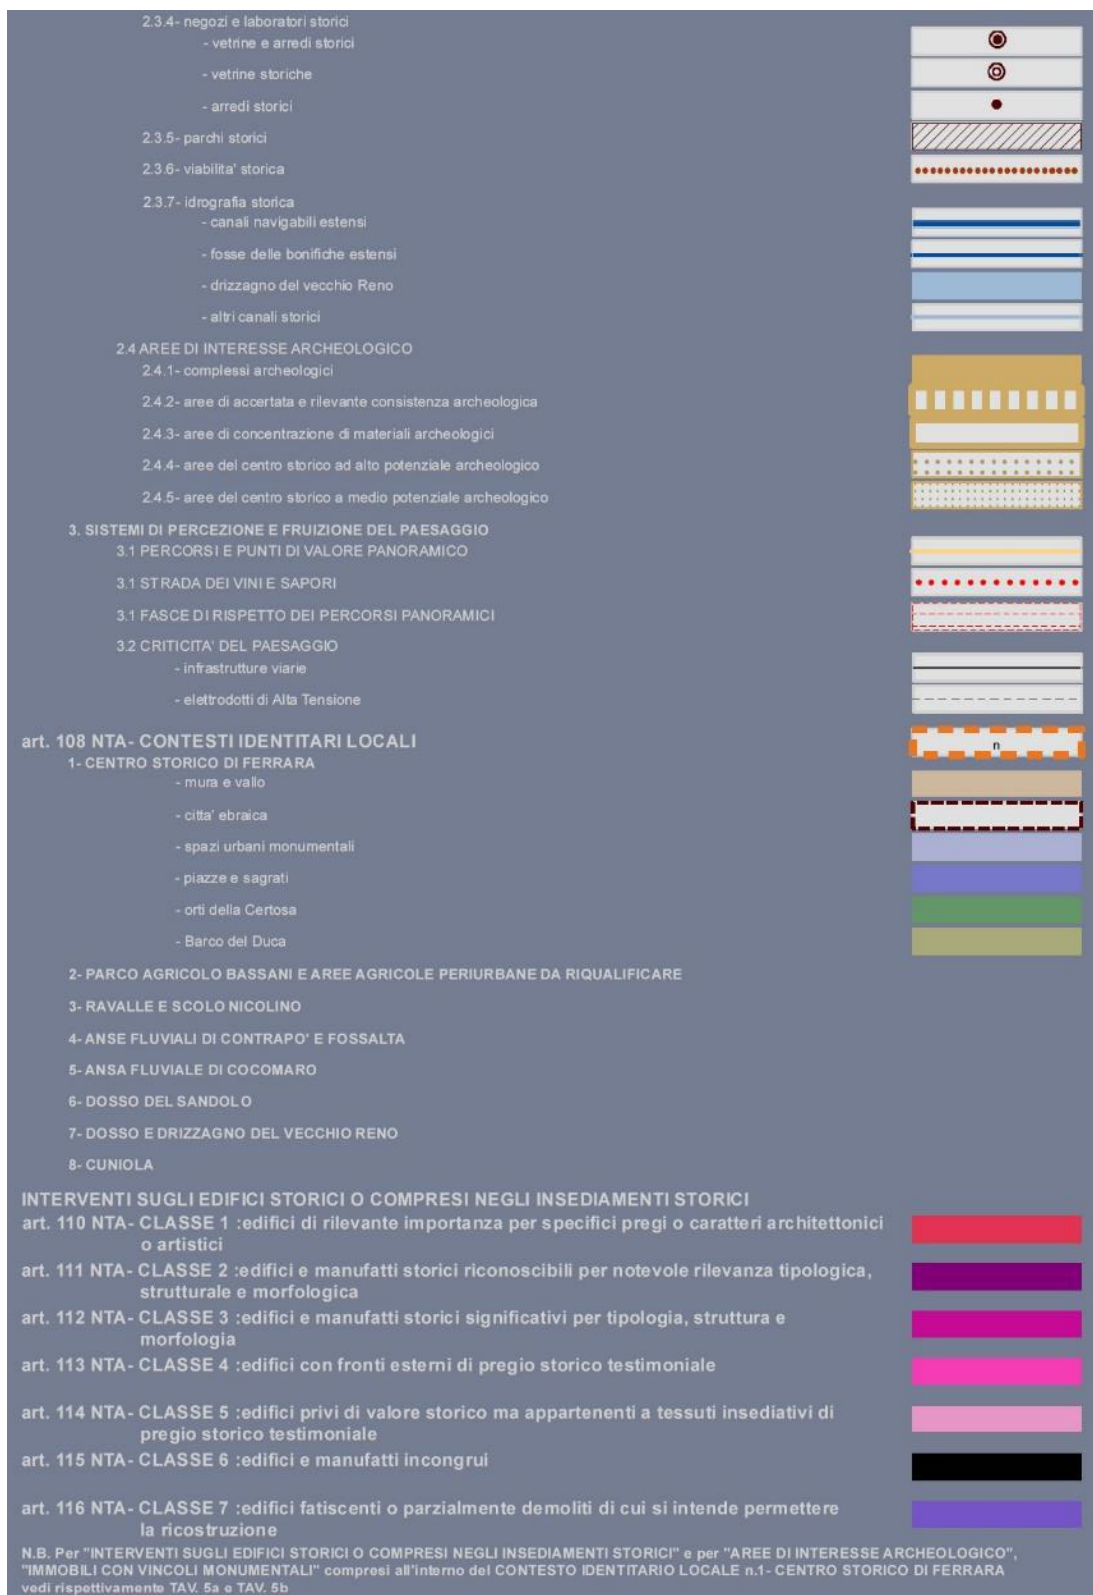 2.3.4- negozi e laboratori storici
- vetrine e arredi storici
- vetrine storiche
- arredi storici
2.3.5- parchi storici
2.3.6- viabilita' storica
2.3.7- idrografia storica
- canali navigabili estensi
- fosse delle bonifiche estensi
- drizzagno del vecchio Reno
- altri canali storici
2.4 AREE DI INTERESSE ARCHEOLOGICO
2.4.1- complessi archeologici
2.4.2- aree di accertata e rilevante consistenza archeologica
2.4.3- aree di concentrazione di materiali archeologici
2.4.4- aree del centro storico ad alto potenziale archeologico
2.4.5- aree del centro storico a medio potenziale archeologico
3. SISTEMI DI PERCEZIONE E FRUIZIONE DEL PAESAGGIO
3.1 PERCORSI E PUNTI DI VALORE PANORAMICO
3.1 STRADA DEI VINI E SAPORI
3.1 FASCE DI RISPETTO DEI PERCORSI PANORAMICI
3.2 CRITICITA' DEL PAESAGGIO
- infrastrutture viarie
- elettrodotti di Alta Tensione
art. 108 NTA- CONTESTI IDENTITARI LOCALI
n
1- CENTRO STORICO DI FERRARA
- mura e vallo
- citta' ebraica
- spazi urbani monumentali
- piazze e sagrati
- orti della Certosa
- Barco del Duca
2- PARCO AGRICOLO BASSANI E AREE AGRICOLE PERIURBANE DA RIQUALIFICARE
3- RAVALLE E SCOLO NICOLINO
4- ANSE FLUVIALI DI CONTRAPO' E FOSSALTA
5- ANSA FLUVIALE DI COCOMARO
6- DOSSO DEL SANDOLO
7- DOSSO E DRIZZAGNO DEL VECCHIO RENO
8- CUNIOLA
INTERVENTI SUGLI EDIFICI STORICI O COMPRESI NEGLI INSEDIAMENTI STORICI
art. 110 NTA- CLASSE 1 :edifici di rilevante importanza per specifici pregi o caratteri architettonici
o artistici
art. 111 NTA- CLASSE 2 :edifici e manufatti storici riconoscibili per notevole rilevanza tipologica,
strutturale e morfologica
art. 112 NTA- CLASSE 3 :edifici e manufatti storici significativi per tipologia, struttura e
morfologia
art. 113 NTA- CLASSE 4 :edifici con fronti esterni di pregio storico testimoniale
art. 114 NTA- CLASSE 5 :edifici privi di valore storico ma appartenenti a tessuti insediativi di
pregio storico testimoniale
art. 115 NTA- CLASSE 6 :edifici e manufatti incongrui
art. 116 NTA- CLASSE 7 :edifici fatiscenti o parzialmente demoliti di cui si intende permettere
la ricostruzione
N.B. Per "INTERVENTI SUGLI EDIFICI STORICI O COMPRESI NEGLI INSEDIAMENTI STORICI" e per "AREE DI INTERESSE ARCHEOLOGICO",
"IMMOBILI CON VINCOLI MONUMENTALI" compresi all'interno del CONTESTO IDENTITARIO LOCALE n.1- CENTRO STORICO DI FERRARA
vedi rispettivamente TAV. 5a e TAV. 5b